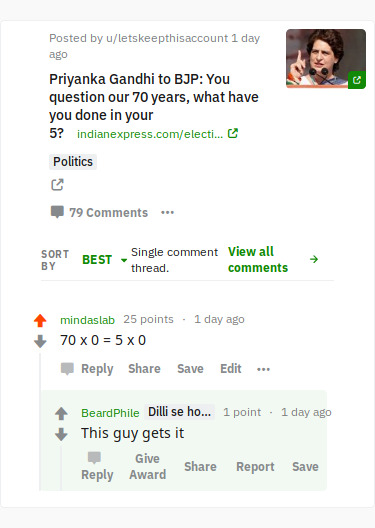 Posted by u/letskeepthisaccount 1 day
ago
Priyanka Gandhi to BJP: You
question our 70 years, what have
you done in your
5? indianexpress.com/electi...
Politics
79 Comments ...
SORT BY BEST Single comment thread. View all comments
mindaslab 25 points · 1 day ago
70 x 0 = 5 x 0
Reply Share Save Edit ...
BeardPhile Dilli se ho... 1 point · 1 day ago
This guy gets it
Reply Give Award Share Report Save